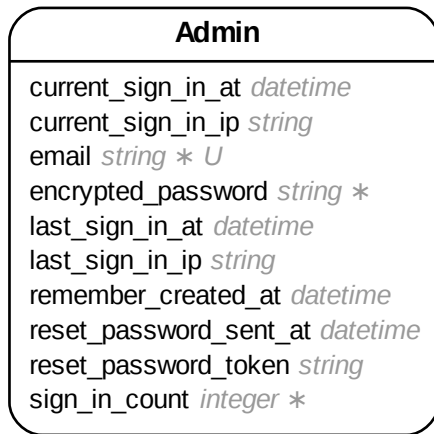 Admin
current_sign_in_at datetime
current_sign_in_ip string
email string ∗ U
encrypted_password string ∗
last_sign_in_at datetime
last_sign_in_ip string
remember_created_at datetime
reset_password_sent_at datetime
reset_password_token string
sign_in_count integer ∗